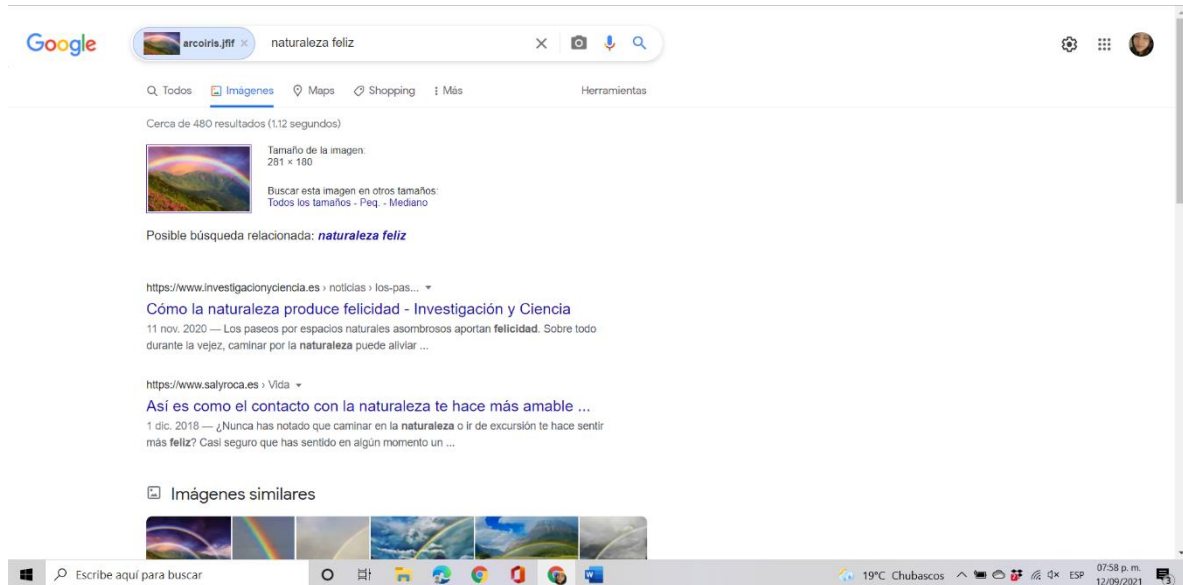 Google
arcoiris.jfif × naturaleza feliz
Todos Imágenes Maps Shopping Más Herramientas
Cerca de 480 resultados (1.12 segundos)
Tamaño de la imagen:
281 × 180
Buscar esta imagen en otros tamaños:
Todos los tamaños - Peq. - Mediano
Posible búsqueda relacionada: naturaleza feliz
https://www.investigacionyciencia.es › noticias › los-pas...
Cómo la naturaleza produce felicidad - Investigación y Ciencia
11 nov. 2020 — Los paseos por espacios naturales asombrosos aportan felicidad. Sobre todo
durante la vejez, caminar por la naturaleza puede aliviar ...
https://www.salyroca.es › Vida
Así es como el contacto con la naturaleza te hace más amable ...
1 dic. 2018 — ¿Nunca has notado que caminar en la naturaleza o ir de excursión te hace sentir
más feliz? Casi seguro que has sentido en algún momento un ...
Imágenes similares
Escribe aquí para buscar
19°C Chubascos ESP
07:58 p. m.
12/09/2021
3